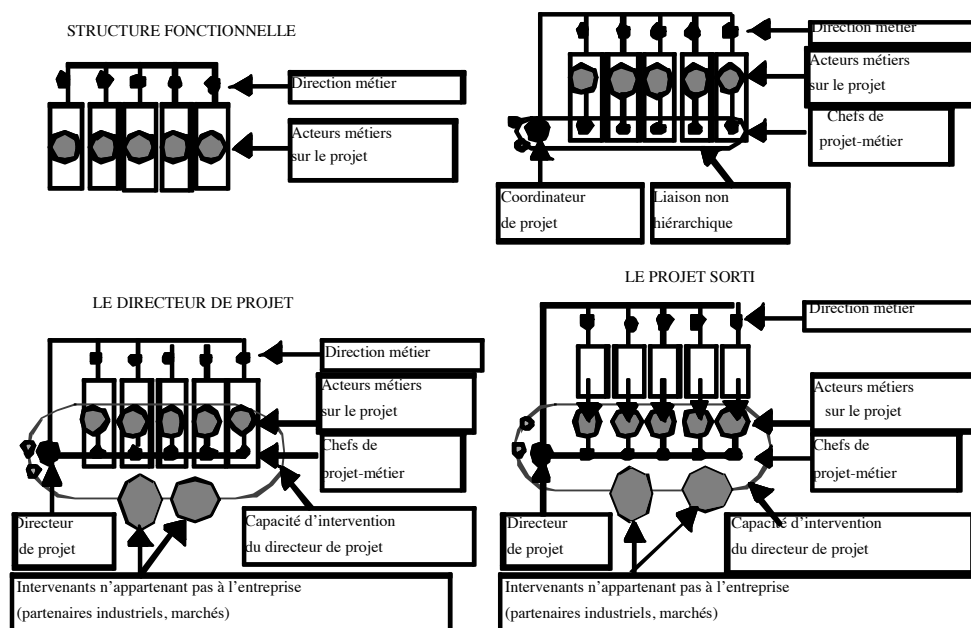 STRUCTURE FONCTIONNELLE
Direction métier
Acteurs métiers
sur le projet
Direction métier
Acteurs métiers
sur le projet
Chefs de
projet-métier
Coordinateur
de projet
Liaison non
hiérarchique
LE DIRECTEUR DE PROJET
Direction métier
Acteurs métiers
sur le projet
Chefs de
projet-métier
Directeur
de projet
Capacité d’intervention
du directeur de projet
Intervenants n’appartenant pas à l’entreprise
(partenaires industriels, marchés)
LE PROJET SORTI
Direction métier
Acteurs métiers
sur le projet
Chefs de
projet-métier
Directeur
de projet
Capacité d’intervention
du directeur de projet
Intervenants n’appartenant pas à l’entreprise
(partenaires industriels, marchés)